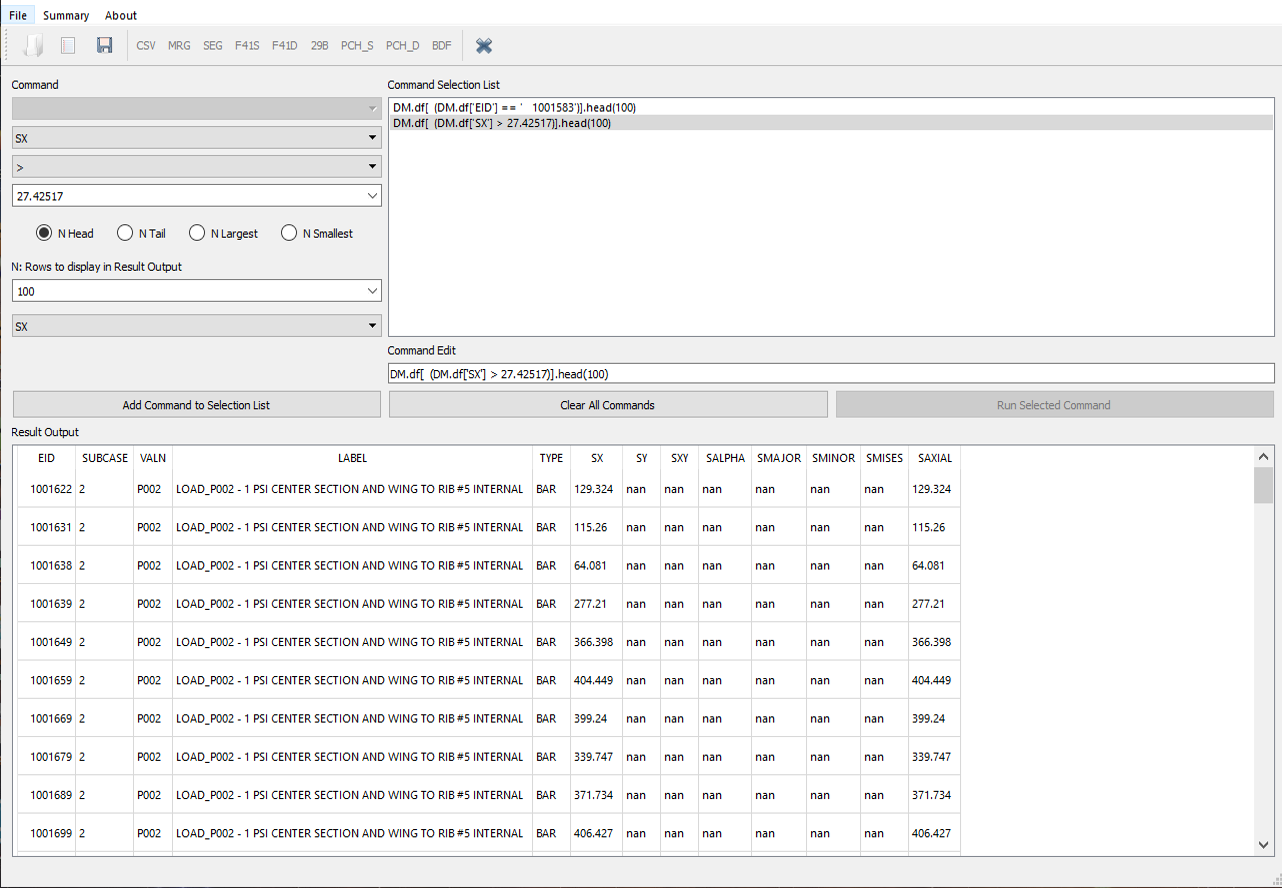 File Summary About
CSV MRG SEG F41S F41D 29B PCH_S PCH_D BDF
Command
SX
>
27.42517
N Head N Tail N Largest N Smallest
N: Rows to display in Result Output
100
SX
Add Command to Selection List
Command Selection List
DM.df[  (DM.df['EID'] == '   1001583')].head(100)
DM.df[  (DM.df['SX'] > 27.42517)].head(100)
Command Edit
DM.df[  (DM.df['SX'] > 27.42517)].head(100)
Clear All Commands
Run Selected Command
Result Output
EID SUBCASE VALN LABEL TYPE SX SY SXY SALPHA SMAJOR SMINOR SMISES SAXIAL
1001622 2 P002 LOAD_P002 - 1 PSI CENTER SECTION AND WING TO RIB #5 INTERNAL BAR 129.324 nan nan nan nan nan nan 129.324
1001631 2 P002 LOAD_P002 - 1 PSI CENTER SECTION AND WING TO RIB #5 INTERNAL BAR 115.26 nan nan nan nan nan nan 115.26
1001638 2 P002 LOAD_P002 - 1 PSI CENTER SECTION AND WING TO RIB #5 INTERNAL BAR 64.081 nan nan nan nan nan nan 64.081
1001639 2 P002 LOAD_P002 - 1 PSI CENTER SECTION AND WING TO RIB #5 INTERNAL BAR 277.21 nan nan nan nan nan nan 277.21
1001649 2 P002 LOAD_P002 - 1 PSI CENTER SECTION AND WING TO RIB #5 INTERNAL BAR 366.398 nan nan nan nan nan nan 366.398
1001659 2 P002 LOAD_P002 - 1 PSI CENTER SECTION AND WING TO RIB #5 INTERNAL BAR 404.449 nan nan nan nan nan nan 404.449
1001669 2 P002 LOAD_P002 - 1 PSI CENTER SECTION AND WING TO RIB #5 INTERNAL BAR 399.24 nan nan nan nan nan nan 399.24
1001679 2 P002 LOAD_P002 - 1 PSI CENTER SECTION AND WING TO RIB #5 INTERNAL BAR 339.747 nan nan nan nan nan nan 339.747
1001689 2 P002 LOAD_P002 - 1 PSI CENTER SECTION AND WING TO RIB #5 INTERNAL BAR 371.734 nan nan nan nan nan nan 371.734
1001699 2 P002 LOAD_P002 - 1 PSI CENTER SECTION AND WING TO RIB #5 INTERNAL BAR 406.427 nan nan nan nan nan nan 406.427